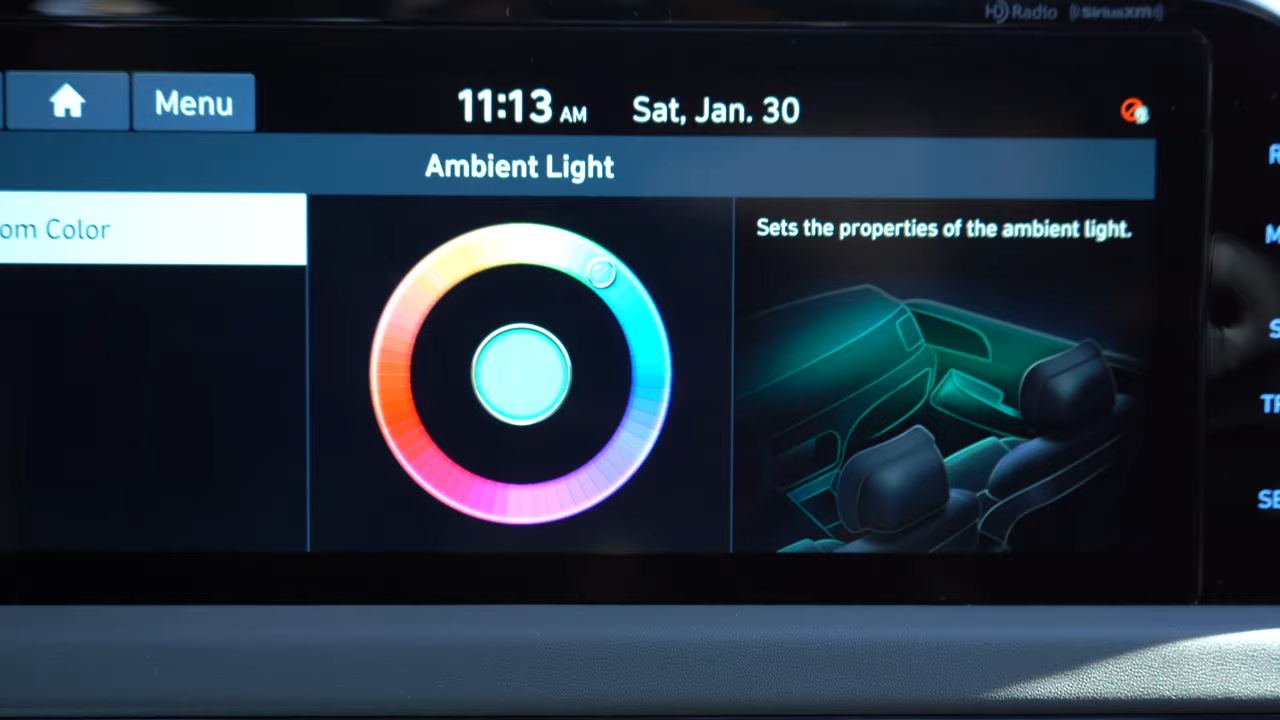 HD Radio SiriusXM
Menu
11:13 AM Sat, Jan. 30
Ambient Light
om Color
Sets the properties of the ambient light.